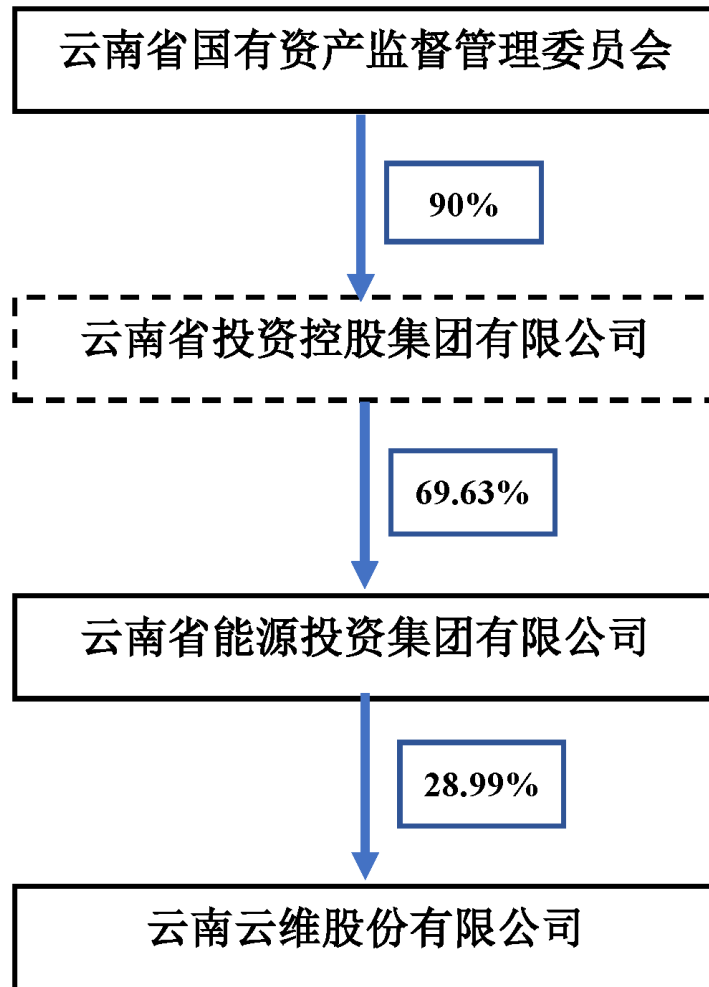 云南省国有资产监督管理委员会
90%
云南省投资控股集团有限公司
69.63%
云南省能源投资集团有限公司
28.99%
云南云维股份有限公司